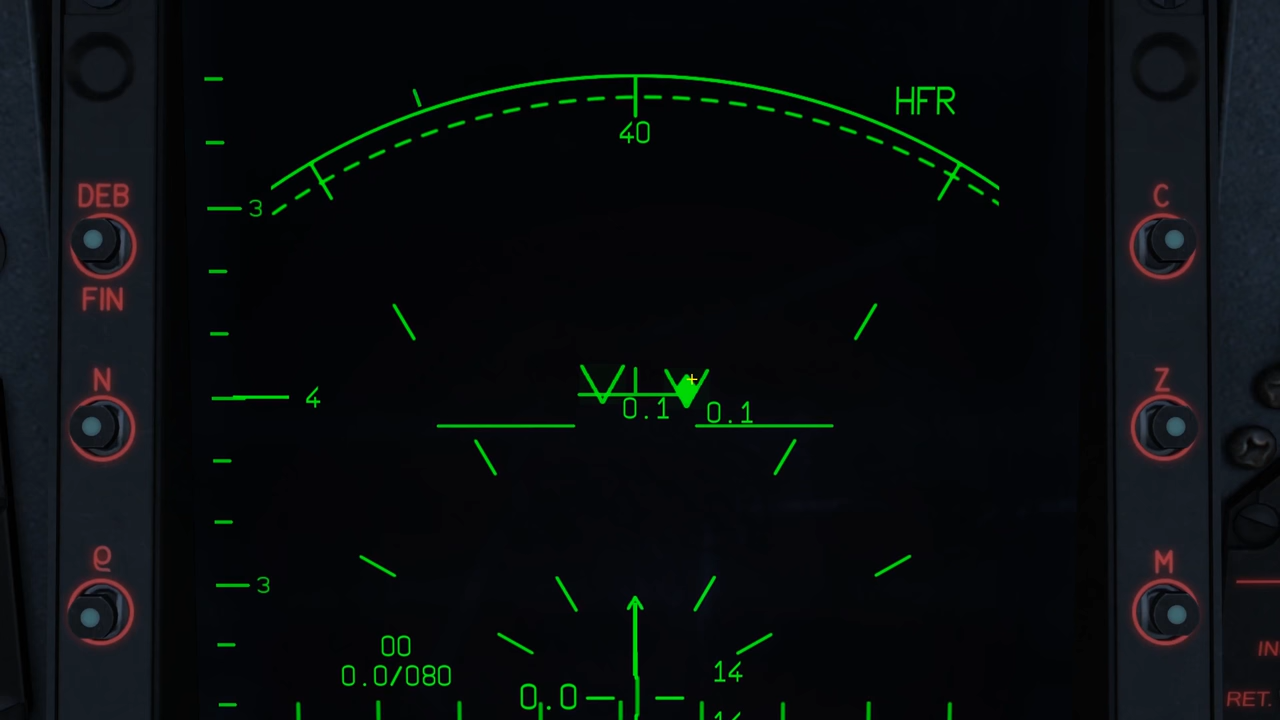 HFR
40
DEB
C
3
FIN
N
Z
4
0.1 0.1
ϱ
M
3
IN
00
0.0/080
14
0.0
RET.